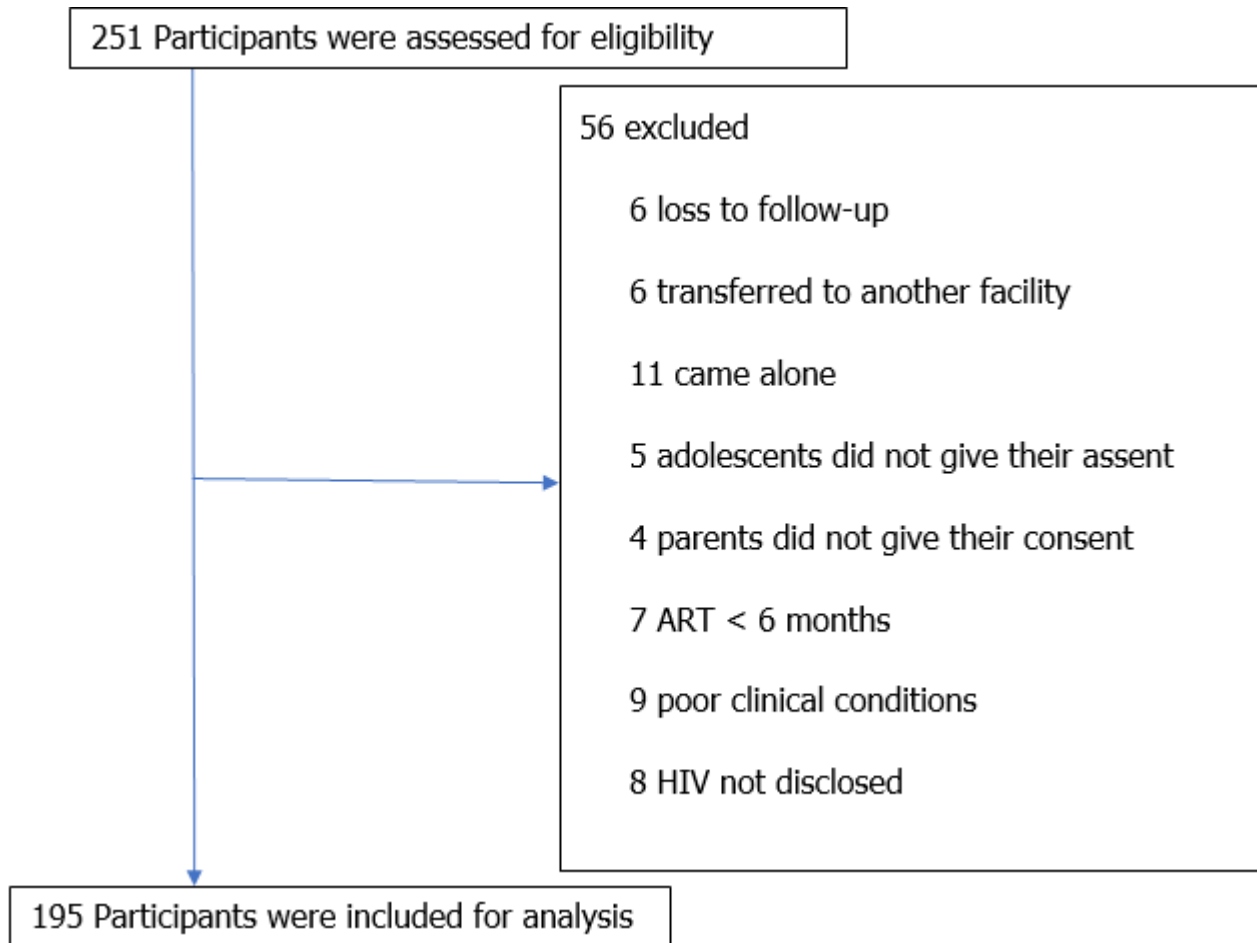 251 Participants were assessed for eligibility
56 excluded
6 loss to follow-up
6 transferred to another facility
11 came alone
5 adolescents did not give their assent
4 parents did not give their consent
7 ART < 6 months
9 poor clinical conditions
8 HIV not disclosed
195 Participants were included for analysis